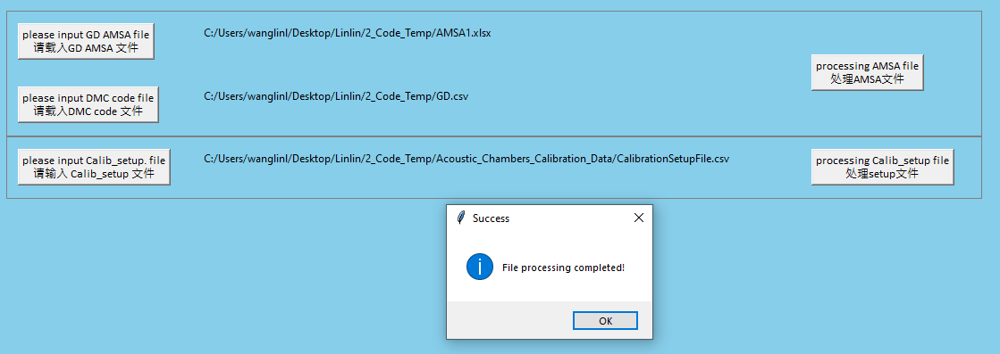 please input GD AMSA file
请载入GD AMSA 文件
C:/Users/wanglinl/Desktop/Linlin/2_Code_Temp/AMSA1.xlsx
processing AMSA file
处理AMSA文件
please input DMC code file
请载入DMC code 文件
C:/Users/wanglinl/Desktop/Linlin/2_Code_Temp/GD.csv
please input Calib_setup. file
请输入 Calib_setup 文件
C:/Users/wanglinl/Desktop/Linlin/2_Code_Temp/Acoustic_Chambers_Calibration_Data/CalibrationSetupFile.csv
processing Calib_setup file
处理setup文件
Success
File processing completed!
OK